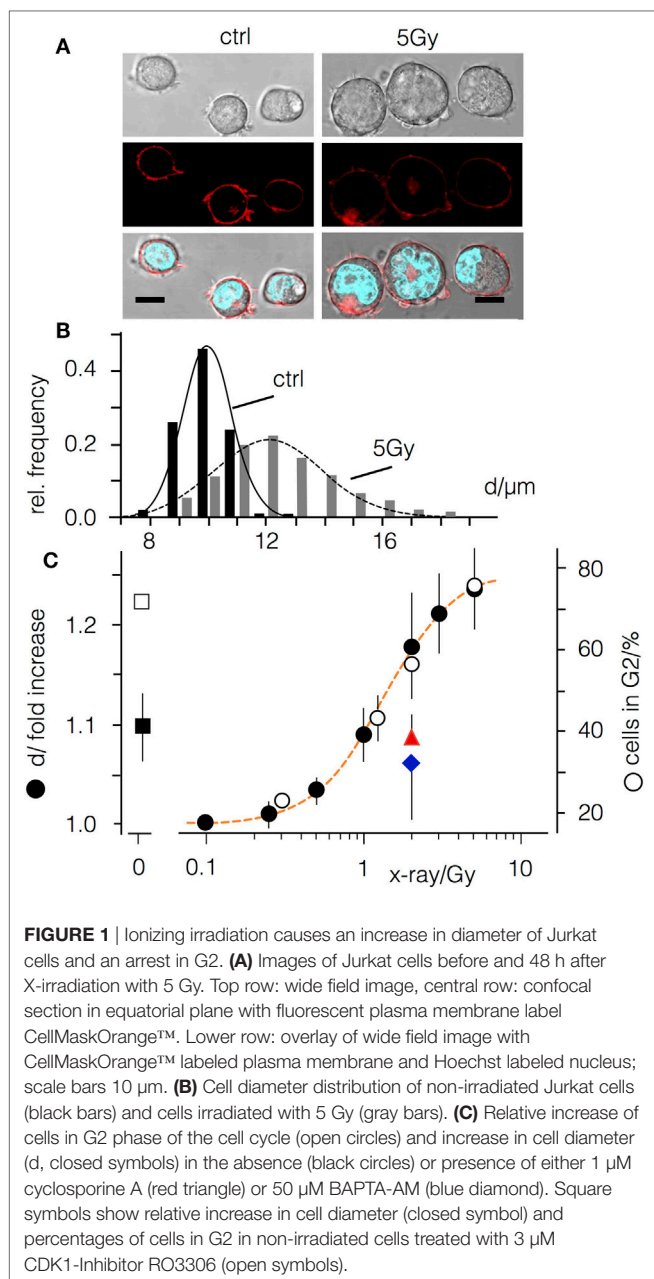 A
ctrl
5Gy
B
rel. frequency
0.4
0.2
0.0
ctrl
5Gy
d/µm
8
12
16
C
d/ fold increase
1.2
1.1
1.0
80
60
40
20
cells in G2/%
0
0.1
1
x-ray/Gy
10
FIGURE 1 | Ionizing irradiation causes an increase in diameter of Jurkat
cells and an arrest in G2. (A) Images of Jurkat cells before and 48 h after
X-irradiation with 5 Gy. Top row: wide field image, central row: confocal
section in equatorial plane with fluorescent plasma membrane label
CellMaskOrange™. Lower row: overlay of wide field image with
CellMaskOrange™ labeled plasma membrane and Hoechst labeled nucleus;
scale bars 10 µm. (B) Cell diameter distribution of non-irradiated Jurkat cells
(black bars) and cells irradiated with 5 Gy (gray bars). (C) Relative increase of
cells in G2 phase of the cell cycle (open circles) and increase in cell diameter
(d, closed symbols) in the absence (black circles) or presence of either 1 µM
cyclosporine A (red triangle) or 50 µM BAPTA-AM (blue diamond). Square
symbols show relative increase in cell diameter (closed symbol) and
percentages of cells in G2 in non-irradiated cells treated with 3 µM
CDK1-Inhibitor RO3306 (open symbols).